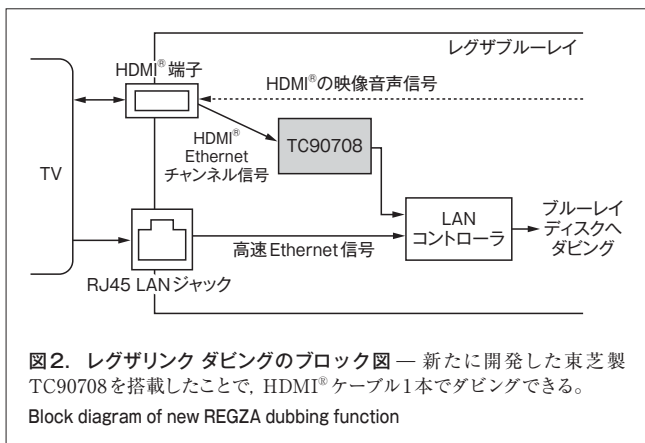 レグザブルーレイ
HDMI®端子
HDMI®の映像音声信号
HDMI®
Ethernet
チャンネル信号
TC90708
TV
LAN
コントローラ
ブルーレイ
ディスクへ
ダビング
高速Ethernet信号
RJ45 LANジャック
図2. レグザリンク ダビングのブロック図 — 新たに開発した東芝製
TC90708を搭載したことで, HDMI®ケーブル1本でダビングできる。
Block diagram of new REGZA dubbing function